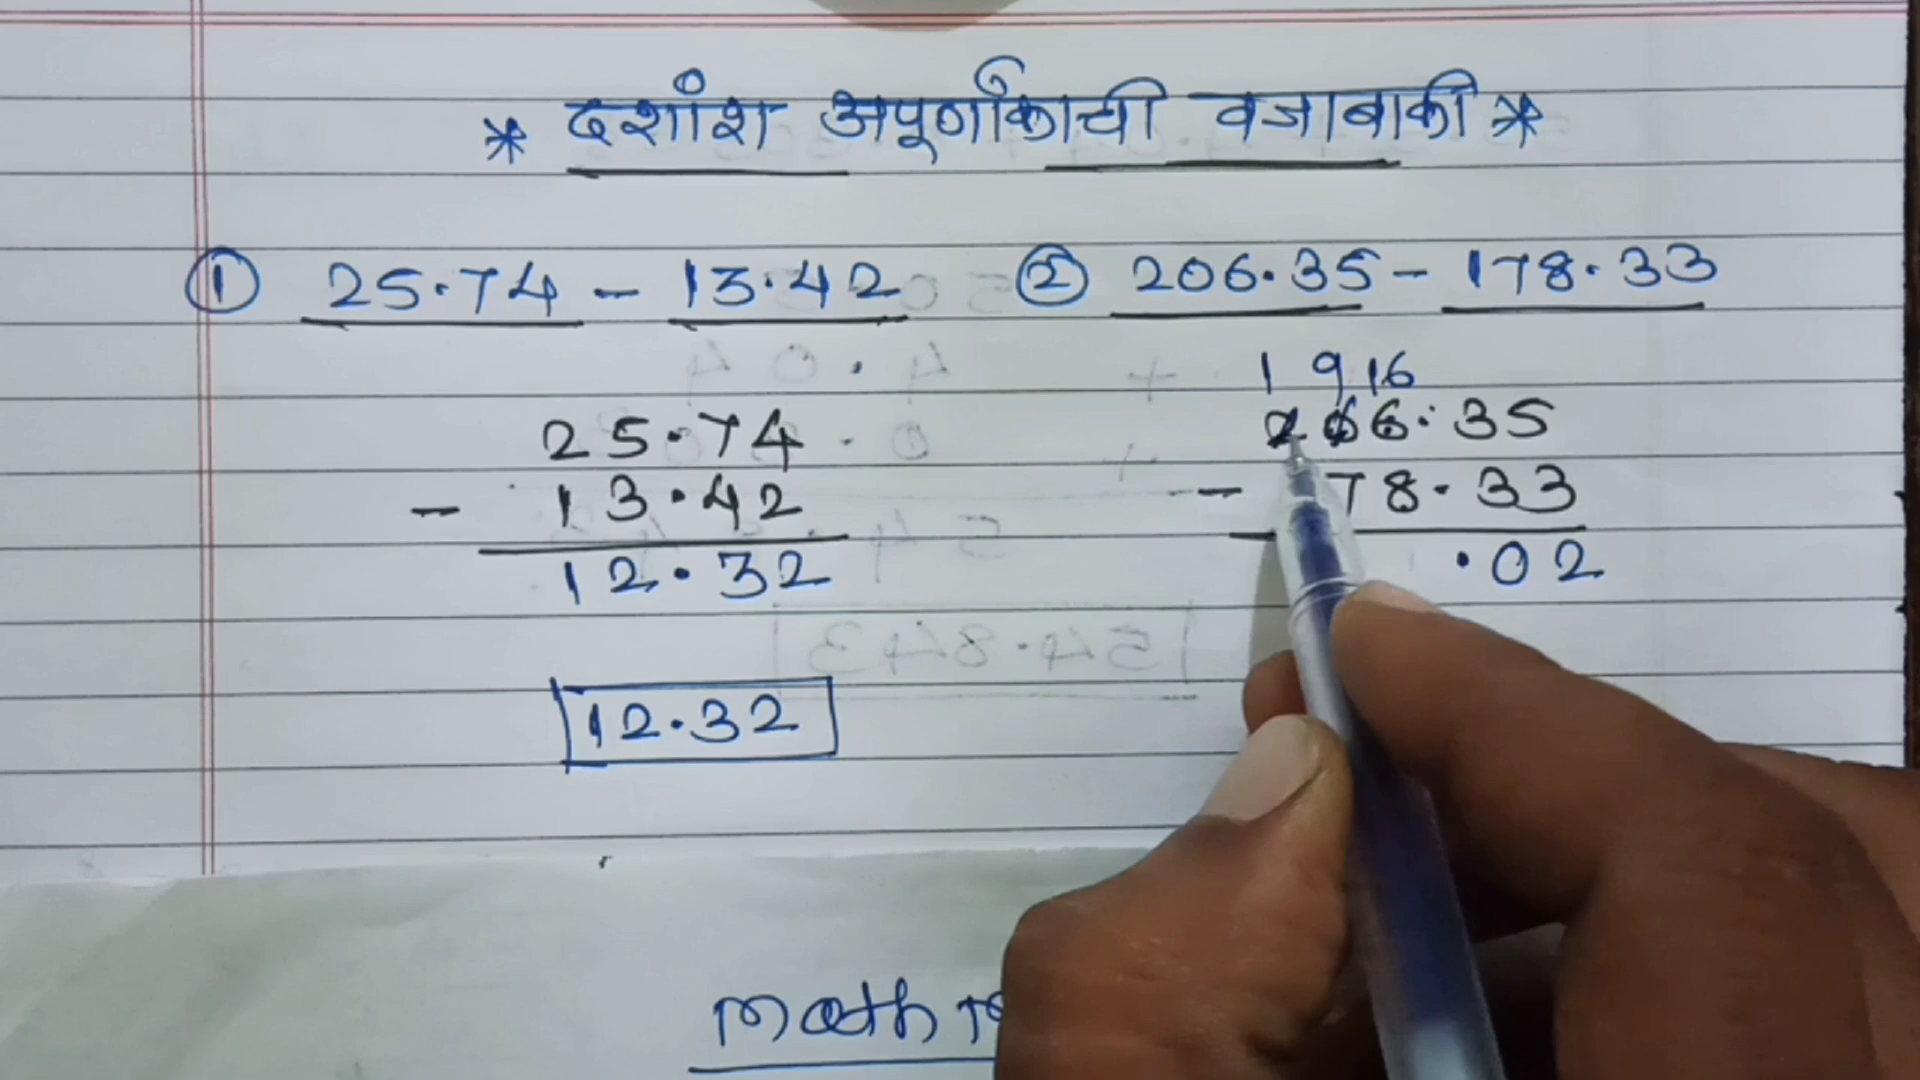 * दशांश अपूर्णांकाची वजाबाकी *
① 25.74 - 13.42
② 206.35 - 178.33
25.74
- 13.42
12.32
12.32
1 9 16
206.35
- 78.33
.02
math